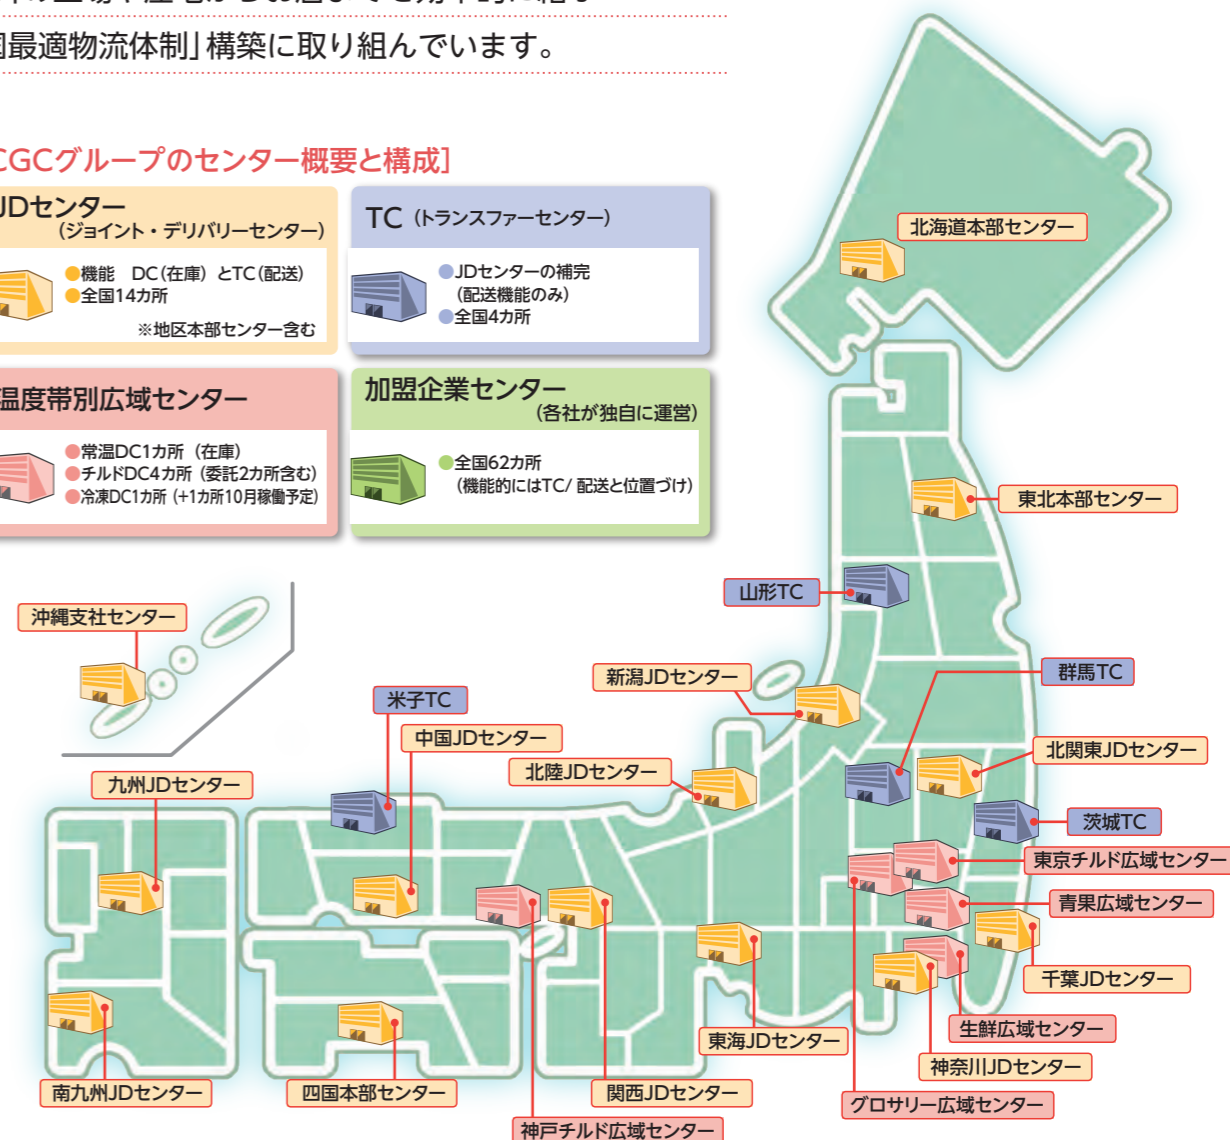 最適物流体制」構築に取り組んでいます。
CGCグループのセンター概要と構成]
JDセンター
(ジョイント・デリバリーセンター)
●機能 DC(在庫)とTC(配送)
●全国14カ所
※地区本部センター含む
TC(トランスファーセンター)
●JDセンターの補完
(配送機能のみ)
●全国4カ所
温度帯別広域センター
●常温DC1カ所(在庫)
●チルドDC4カ所(委託2カ所含む)
●冷凍DC1カ所(+1カ所10月稼働予定)
加盟企業センター
(各社が独自に運営)
●全国62カ所
(機能的にはTC/配送と位置づけ)
北海道本部センター
東北本部センター
山形TC
沖縄支社センター
新潟JDセンター
群馬TC
米子TC
中国JDセンター
北関東JDセンター
北陸JDセンター
九州JDセンター
茨城TC
東京チルド広域センター
青果広域センター
千葉JDセンター
生鮮広域センター
東海JDセンター
神奈川JDセンター
南九州JDセンター
四国本部センター
関西JDセンター
グロサリー広域センター
神戸チルド広域センター